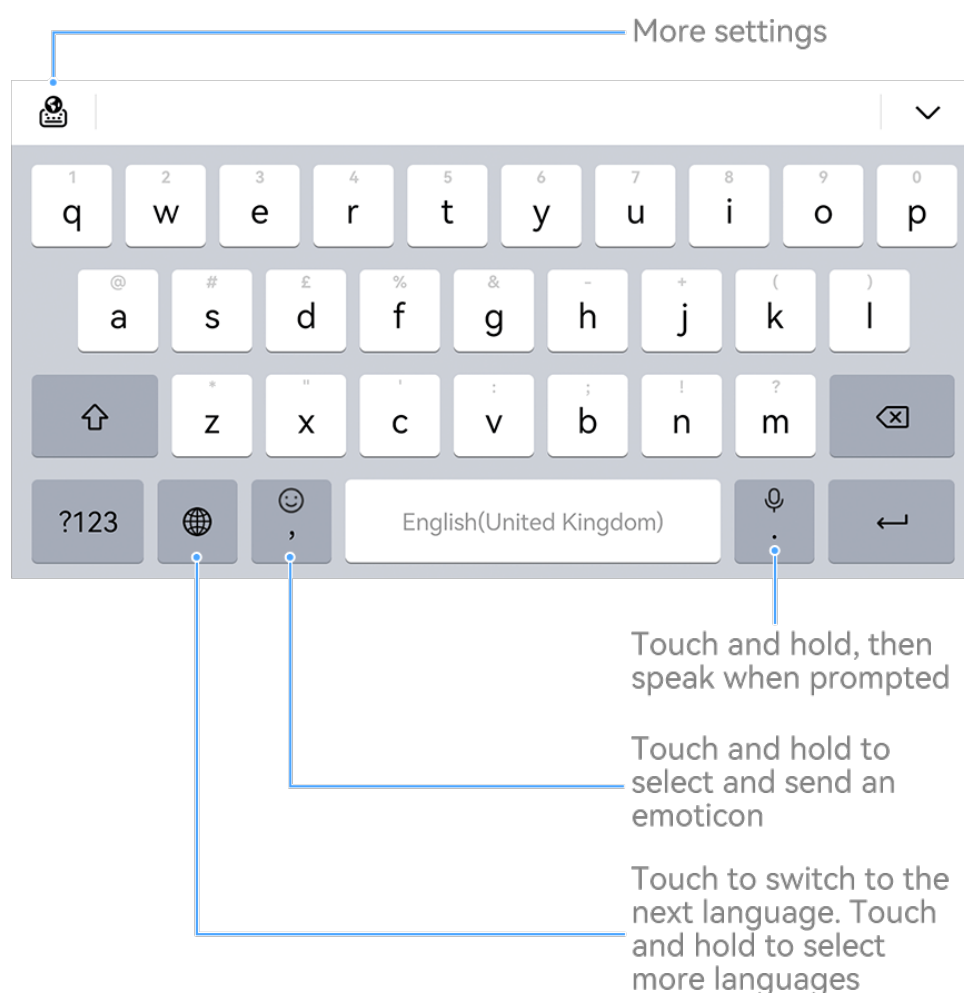 More settings
1 2 3 4 5 6 7 8 9 0
q w e r t y u i o p
@ # £ % & - + ( )
a s d f g h j k l
* " ' : ; ! ?
z x c v b n m
?123 , English(United Kingdom) .
Touch and hold, then
speak when prompted
Touch and hold to
select and send an
emoticon
Touch to switch to the
next language. Touch
and hold to select
more languages